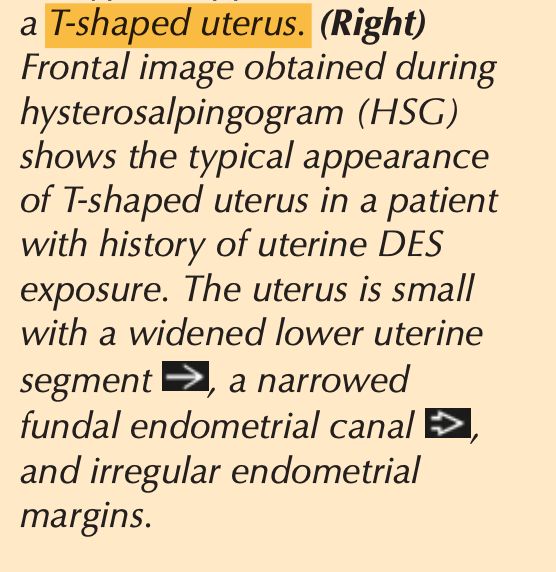 a T-shaped uterus. (Right)
Frontal image obtained during
hysterosalpingogram (HSG)
shows the typical appearance
of T-shaped uterus in a patient
with history of uterine DES
exposure. The uterus is small
with a widened lower uterine
segment ➡, a narrowed
fundal endometrial canal ➩,
and irregular endometrial
margins.